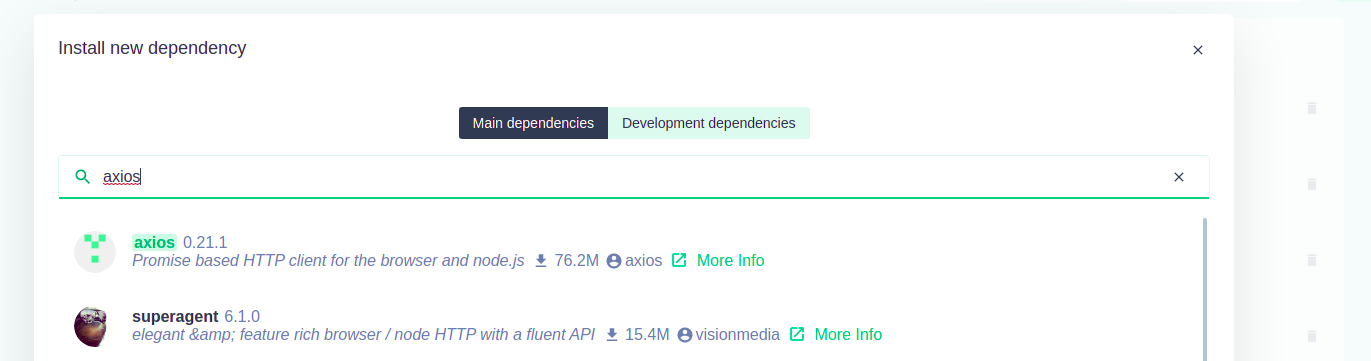 Install new dependency
Main dependencies Development dependencies
axios
axios 0.21.1
Promise based HTTP client for the browser and node.js 76.2M axios More Info
superagent 6.1.0
elegant &amp; feature rich browser / node HTTP with a fluent API 15.4M visionmedia More Info